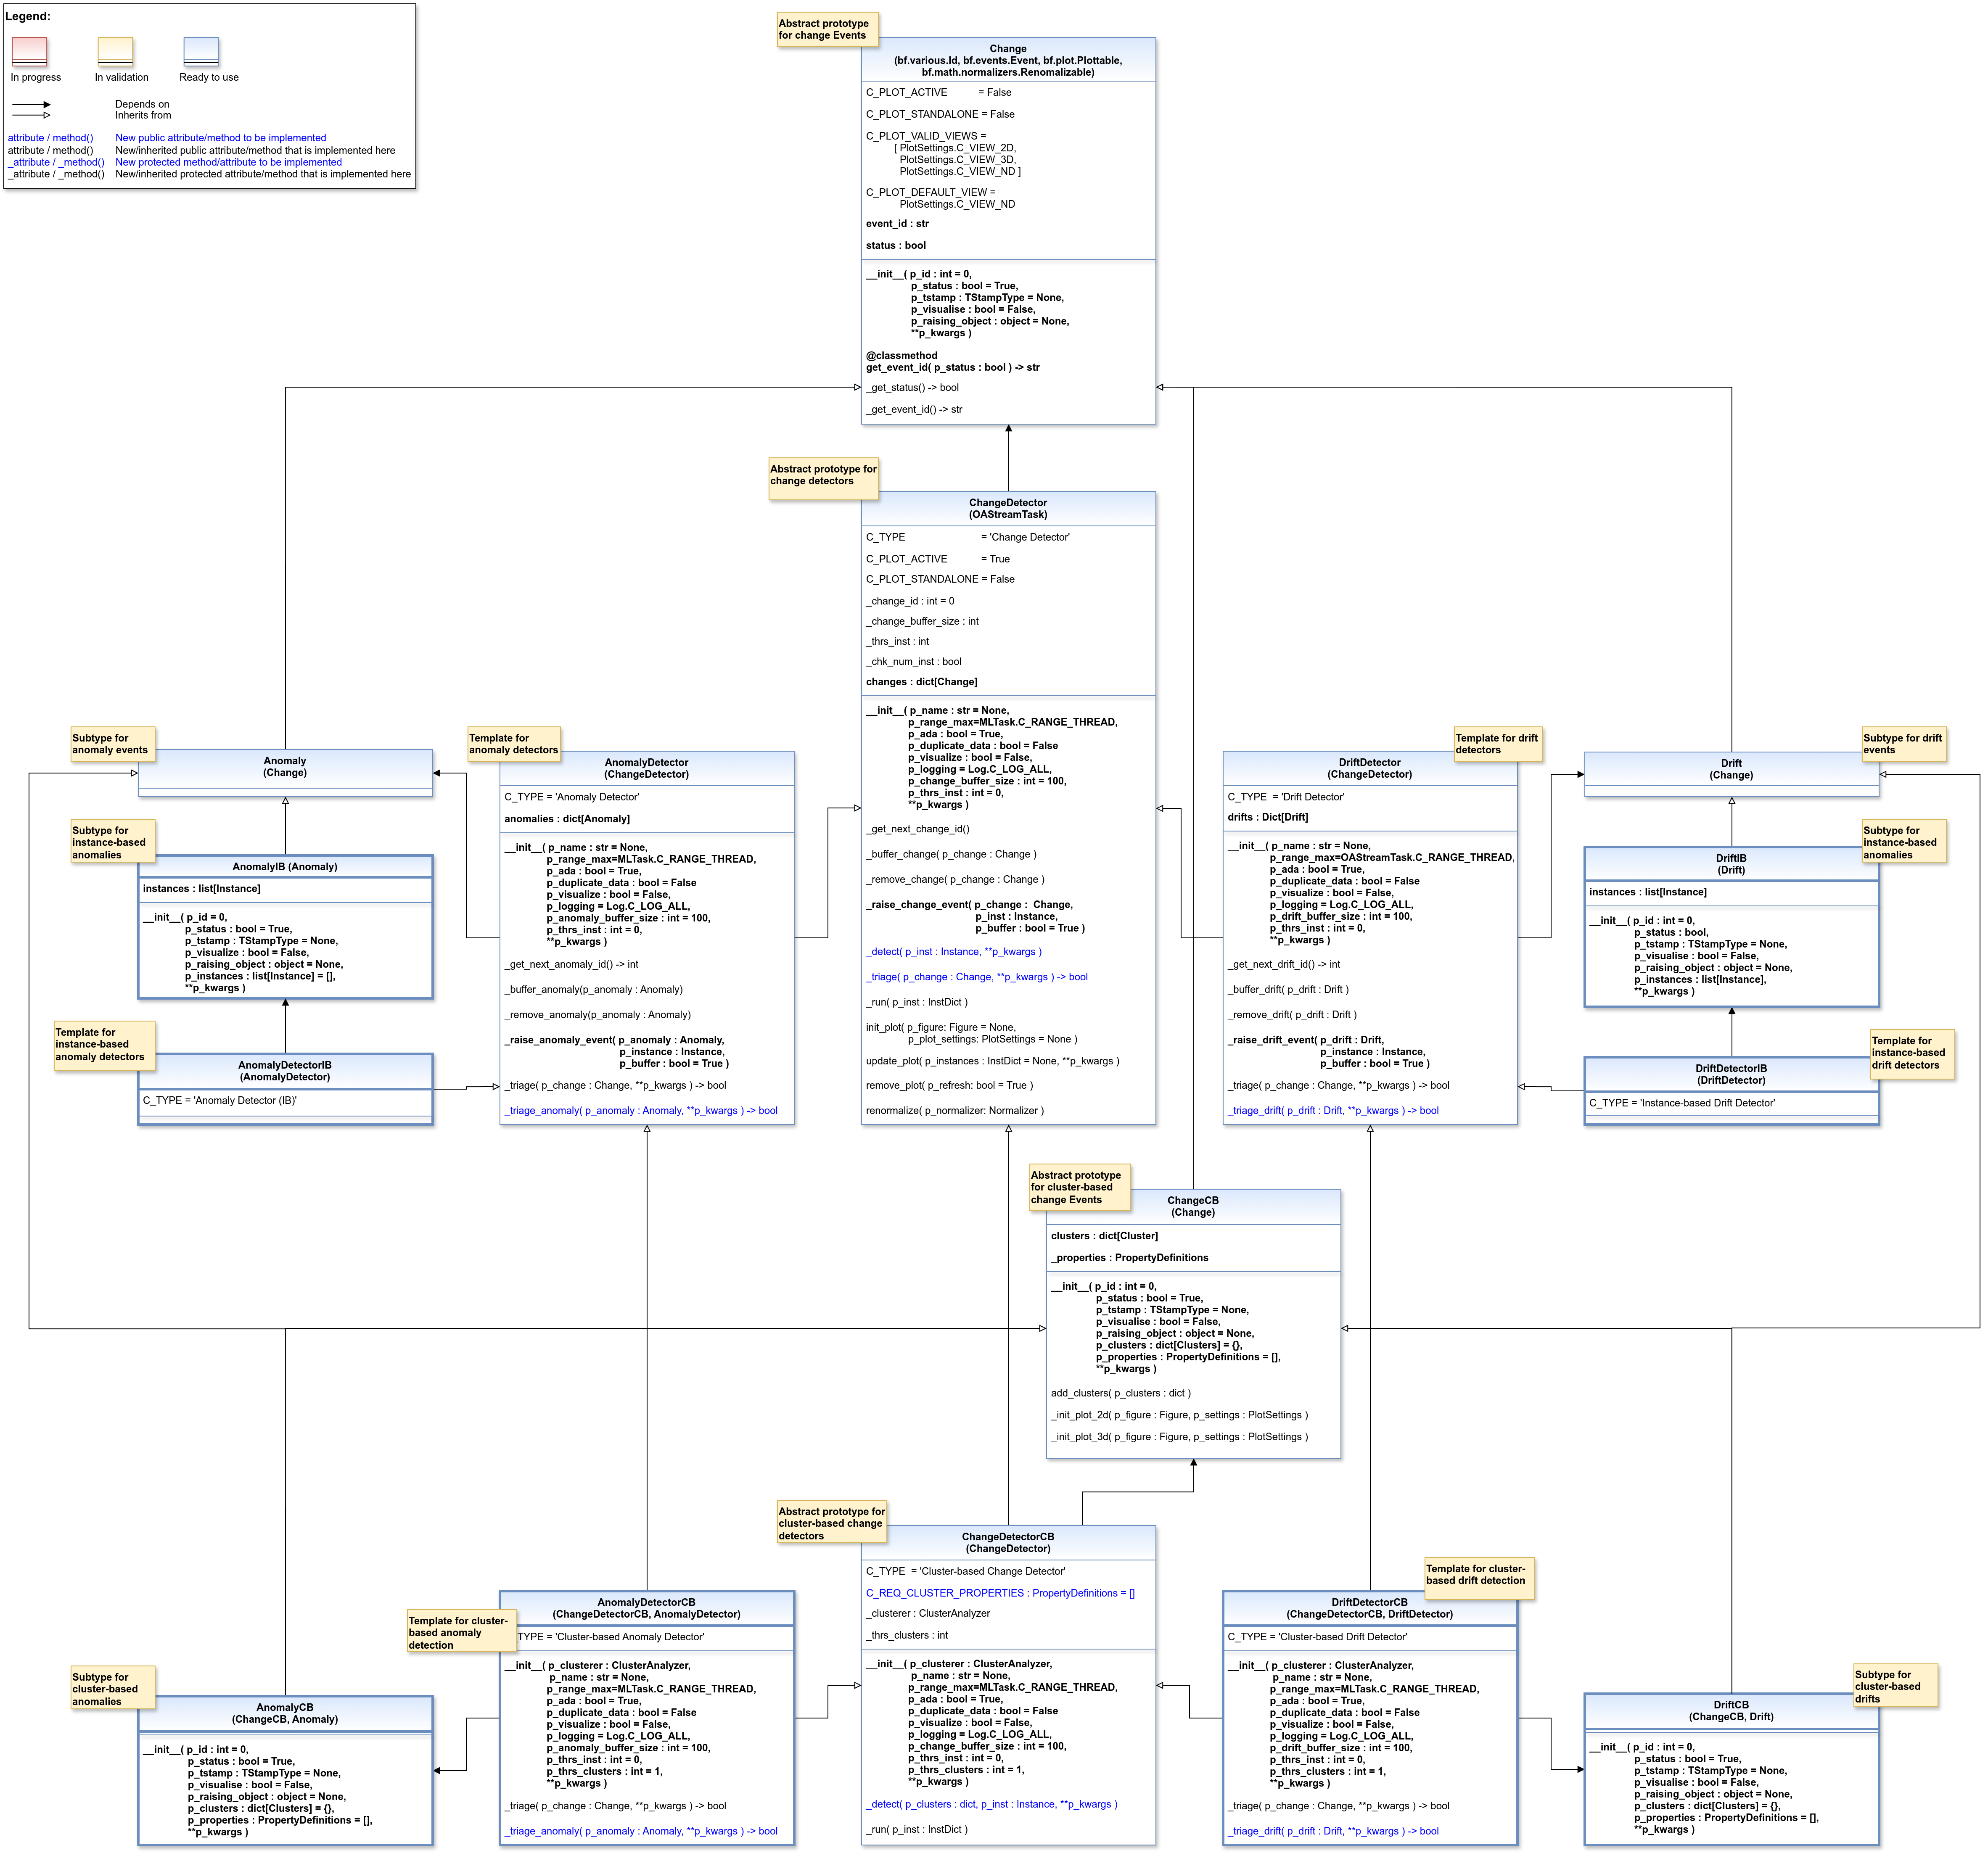 Legend:
In progress
In validation
Ready to use
Depends on
Inherits from
attribute / method() New public attribute/method to be implemented
attribute / method() New/inherited public attribute/method that is implemented here
_attribute / _method() New protected method/attribute to be implemented
_attribute / _method() New/inherited protected attribute/method that is implemented here
Abstract prototype
for change Events
Change
(bf.various.Id, bf.events.Event, bf.plot.Plottable,
bf.math.normalizers.Renomalizable)
C_PLOT_ACTIVE = False
C_PLOT_STANDALONE = False
C_PLOT_VALID_VIEWS =
[ PlotSettings.C_VIEW_2D,
PlotSettings.C_VIEW_3D,
PlotSettings.C_VIEW_ND ]
C_PLOT_DEFAULT_VIEW =
PlotSettings.C_VIEW_ND
event_id : str
status : bool
__init__( p_id : int = 0,
p_status : bool = True,
p_tstamp : TStampType = None,
p_visualise : bool = False,
p_raising_object : object = None,
**p_kwargs )
@classmethod
get_event_id( p_status : bool ) -> str
_get_status() -> bool
_get_event_id() -> str
Abstract prototype for
change detectors
ChangeDetector
(OAStreamTask)
C_TYPE = 'Change Detector'
C_PLOT_ACTIVE = True
C_PLOT_STANDALONE = False
_change_id : int = 0
_change_buffer_size : int
_thrs_inst : int
_chk_num_inst : bool
changes : dict[Change]
__init__( p_name : str = None,
p_range_max=MLTask.C_RANGE_THREAD,
p_ada : bool = True,
p_duplicate_data : bool = False
p_visualize : bool = False,
p_logging = Log.C_LOG_ALL,
p_change_buffer_size : int = 100,
p_thrs_inst : int = 0,
**p_kwargs )
_get_next_change_id()
_buffer_change( p_change : Change )
_remove_change( p_change : Change )
_raise_change_event( p_change : Change,
p_inst : Instance,
p_buffer : bool = True )
_detect( p_inst : Instance, **p_kwargs )
_triage( p_change : Change, **p_kwargs ) -> bool
_run( p_inst : InstDict )
init_plot( p_figure: Figure = None,
p_plot_settings: PlotSettings = None )
update_plot( p_instances : InstDict = None, **p_kwargs )
remove_plot( p_refresh: bool = True )
renormalize( p_normalizer: Normalizer )
Subtype for
anomaly events
Anomaly
(Change)
Template for
anomaly detectors
AnomalyDetector
(ChangeDetector)
C_TYPE = 'Anomaly Detector'
anomalies : dict[Anomaly]
__init__( p_name : str = None,
p_range_max=MLTask.C_RANGE_THREAD,
p_ada : bool = True,
p_duplicate_data : bool = False
p_visualize : bool = False,
p_logging = Log.C_LOG_ALL,
p_anomaly_buffer_size : int = 100,
p_thrs_inst : int = 0,
**p_kwargs )
_get_next_anomaly_id() -> int
_buffer_anomaly(p_anomaly : Anomaly)
_remove_anomaly(p_anomaly : Anomaly)
_raise_anomaly_event( p_anomaly : Anomaly,
p_instance : Instance,
p_buffer : bool = True )
_triage( p_change : Change, **p_kwargs ) -> bool
_triage_anomaly( p_anomaly : Anomaly, **p_kwargs ) -> bool
Template for drift
detectors
DriftDetector
(ChangeDetector)
C_TYPE = 'Drift Detector'
drifts : Dict[Drift]
__init__( p_name : str = None,
p_range_max=OAStreamTask.C_RANGE_THREAD,
p_ada : bool = True,
p_duplicate_data : bool = False
p_visualize : bool = False,
p_logging = Log.C_LOG_ALL,
p_drift_buffer_size : int = 100,
p_thrs_inst : int = 0,
**p_kwargs )
_get_next_drift_id() -> int
_buffer_drift( p_drift : Drift )
_remove_drift( p_drift : Drift )
_raise_drift_event( p_drift : Drift,
p_instance : Instance,
p_buffer : bool = True )
_triage( p_change : Change, **p_kwargs ) -> bool
_triage_drift( p_drift : Drift, **p_kwargs ) -> bool
Subtype for drift
events
Drift
(Change)
Subtype for
instance-based
anomalies
AnomalyIB (Anomaly)
instances : list[Instance]
__init__( p_id = 0,
p_status : bool = True,
p_tstamp : TStampType = None,
p_visualize : bool = False,
p_raising_object : object = None,
p_instances : list[Instance] = [],
**p_kwargs )
Template for
instance-based
anomaly detectors
AnomalyDetectorIB
(AnomalyDetector)
C_TYPE = 'Anomaly Detector (IB)'
Subtype for
instance-based
anomalies
DriftIB
(Drift)
instances : list[Instance]
__init__( p_id : int = 0,
p_status : bool,
p_tstamp : TStampType = None,
p_visualise : bool = False,
p_raising_object : object = None,
p_instances : list[Instance],
**p_kwargs )
Template for
instance-based
drift detectors
DriftDetectorIB
(DriftDetector)
C_TYPE = 'Instance-based Drift Detector'
Abstract prototype
for cluster-based
change Events
ChangeCB
(Change)
clusters : dict[Cluster]
_properties : PropertyDefinitions
__init__( p_id : int = 0,
p_status : bool = True,
p_tstamp : TStampType = None,
p_visualise : bool = False,
p_raising_object : object = None,
p_clusters : dict[Clusters] = {},
p_properties : PropertyDefinitions = [],
**p_kwargs )
add_clusters( p_clusters : dict )
_init_plot_2d( p_figure : Figure, p_settings : PlotSettings )
_init_plot_3d( p_figure : Figure, p_settings : PlotSettings )
Abstract prototype for
cluster-based change
detectors
ChangeDetectorCB
(ChangeDetector)
C_TYPE = 'Cluster-based Change Detector'
C_REQ_CLUSTER_PROPERTIES : PropertyDefinitions = []
_clusterer : ClusterAnalyzer
_thrs_clusters : int
__init__( p_clusterer : ClusterAnalyzer,
p_name : str = None,
p_range_max=MLTask.C_RANGE_THREAD,
p_ada : bool = True,
p_duplicate_data : bool = False
p_visualize : bool = False,
p_logging = Log.C_LOG_ALL,
p_change_buffer_size : int = 100,
p_thrs_inst : int = 0,
p_thrs_clusters : int = 1,
**p_kwargs )
_detect( p_clusters : dict, p_inst : Instance, **p_kwargs )
_run( p_inst : InstDict )
Template for cluster-
based anomaly
detection
AnomalyDetectorCB
(ChangeDetectorCB, AnomalyDetector)
TYPE = 'Cluster-based Anomaly Detector'
__init__( p_clusterer : ClusterAnalyzer,
p_name : str = None,
p_range_max=MLTask.C_RANGE_THREAD,
p_ada : bool = True,
p_duplicate_data : bool = False
p_visualize : bool = False,
p_logging = Log.C_LOG_ALL,
p_anomaly_buffer_size : int = 100,
p_thrs_inst : int = 0,
p_thrs_clusters : int = 1,
**p_kwargs )
_triage( p_change : Change, **p_kwargs ) -> bool
_triage_anomaly( p_anomaly : Anomaly, **p_kwargs ) -> bool
Template for cluster-
based drift detection
DriftDetectorCB
(ChangeDetectorCB, DriftDetector)
C_TYPE = 'Cluster-based Drift Detector'
__init__( p_clusterer : ClusterAnalyzer,
p_name : str = None,
p_range_max=MLTask.C_RANGE_THREAD,
p_ada : bool = True,
p_duplicate_data : bool = False
p_visualize : bool = False,
p_logging = Log.C_LOG_ALL,
p_drift_buffer_size : int = 100,
p_thrs_inst : int = 0,
p_thrs_clusters : int = 1,
**p_kwargs )
_triage( p_change : Change, **p_kwargs ) -> bool
_triage_drift( p_drift : Drift, **p_kwargs ) -> bool
Subtype for
cluster-based
anomalies
AnomalyCB
(ChangeCB, Anomaly)
__init__( p_id : int = 0,
p_status : bool = True,
p_tstamp : TStampType = None,
p_visualise : bool = False,
p_raising_object : object = None,
p_clusters : dict[Clusters] = {},
p_properties : PropertyDefinitions = [],
**p_kwargs )
Subtype for
cluster-based
drifts
DriftCB
(ChangeCB, Drift)
__init__( p_id : int = 0,
p_status : bool = True,
p_tstamp : TStampType = None,
p_visualise : bool = False,
p_raising_object : object = None,
p_clusters : dict[Clusters] = {},
p_properties : PropertyDefinitions = [],
**p_kwargs )